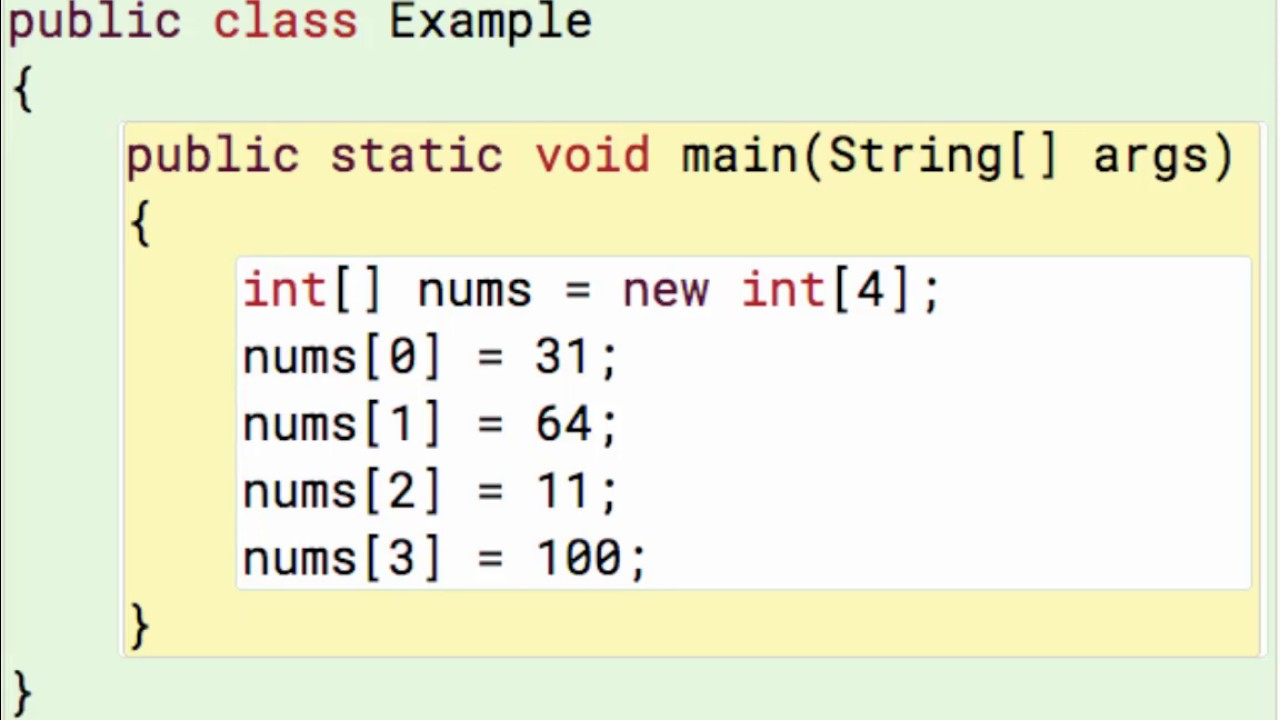 public class Example
{
public static void main(String[] args)
{
int[] nums = new int[4];
nums[0] = 31;
nums[1] = 64;
nums[2] = 11;
nums[3] = 100;
}
}